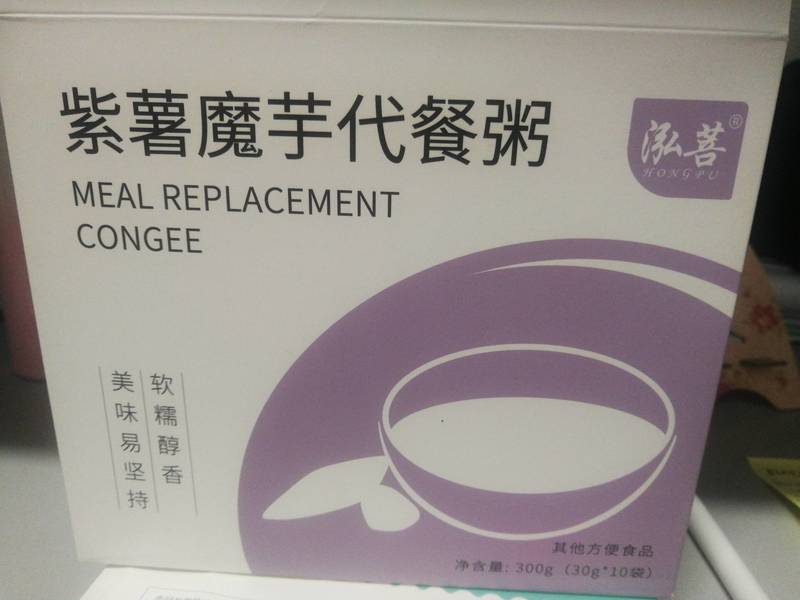 紫薯魔芋代餐粥
MEAL REPLACEMENT
CONGEE
泓菩®
HONGPU
软糯醇香
美味易坚持
其他方便食品
净含量: 300g (30g*10袋)